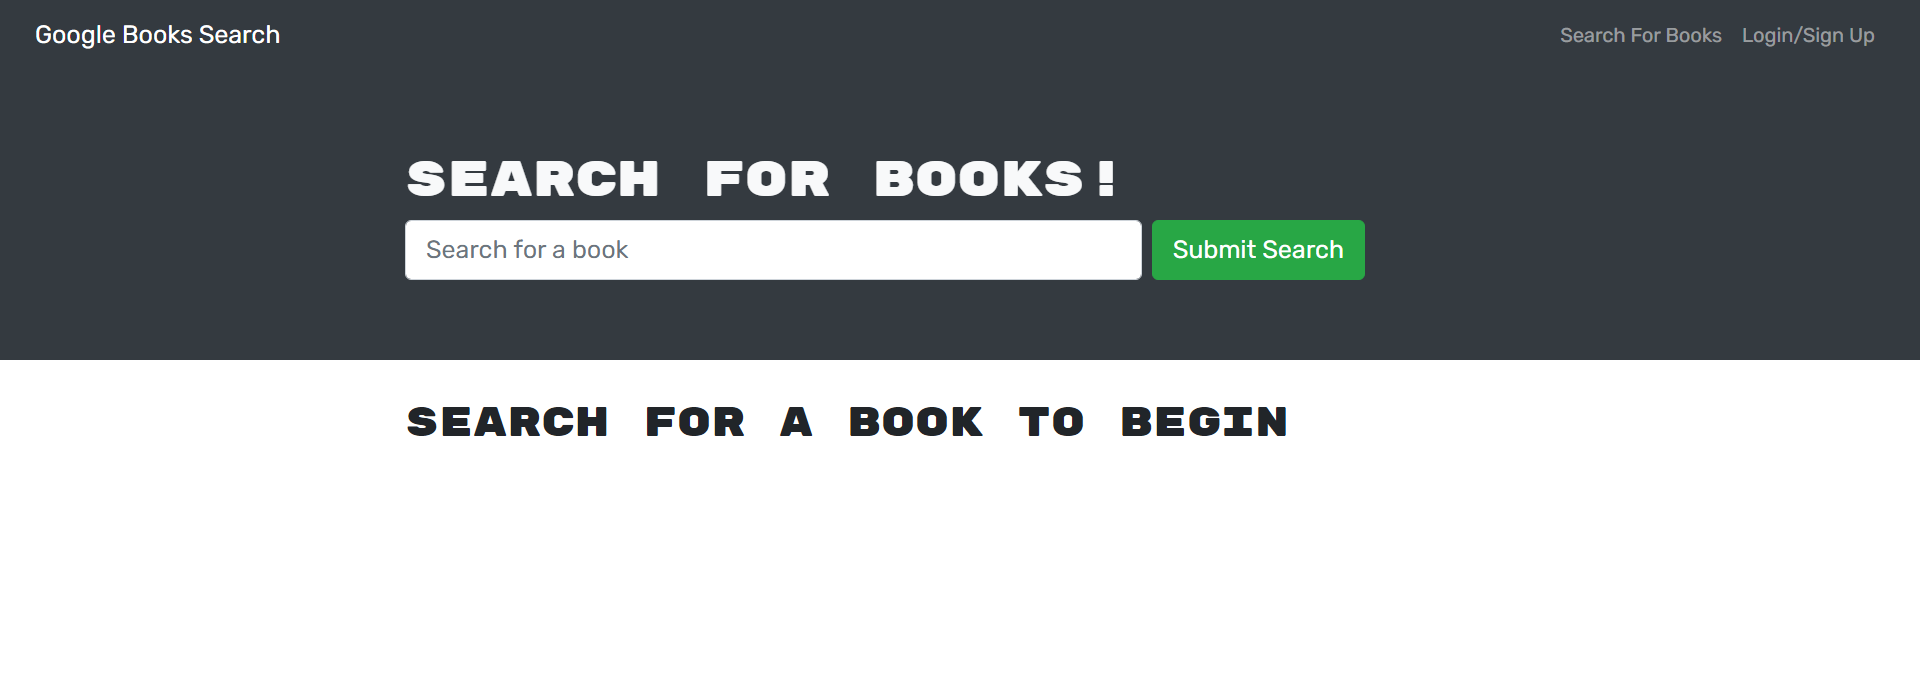 Google Books Search
Search For Books
Login/Sign Up
SEARCH FOR BOOKS!
Search for a book
Submit Search
SEARCH FOR A BOOK TO BEGIN